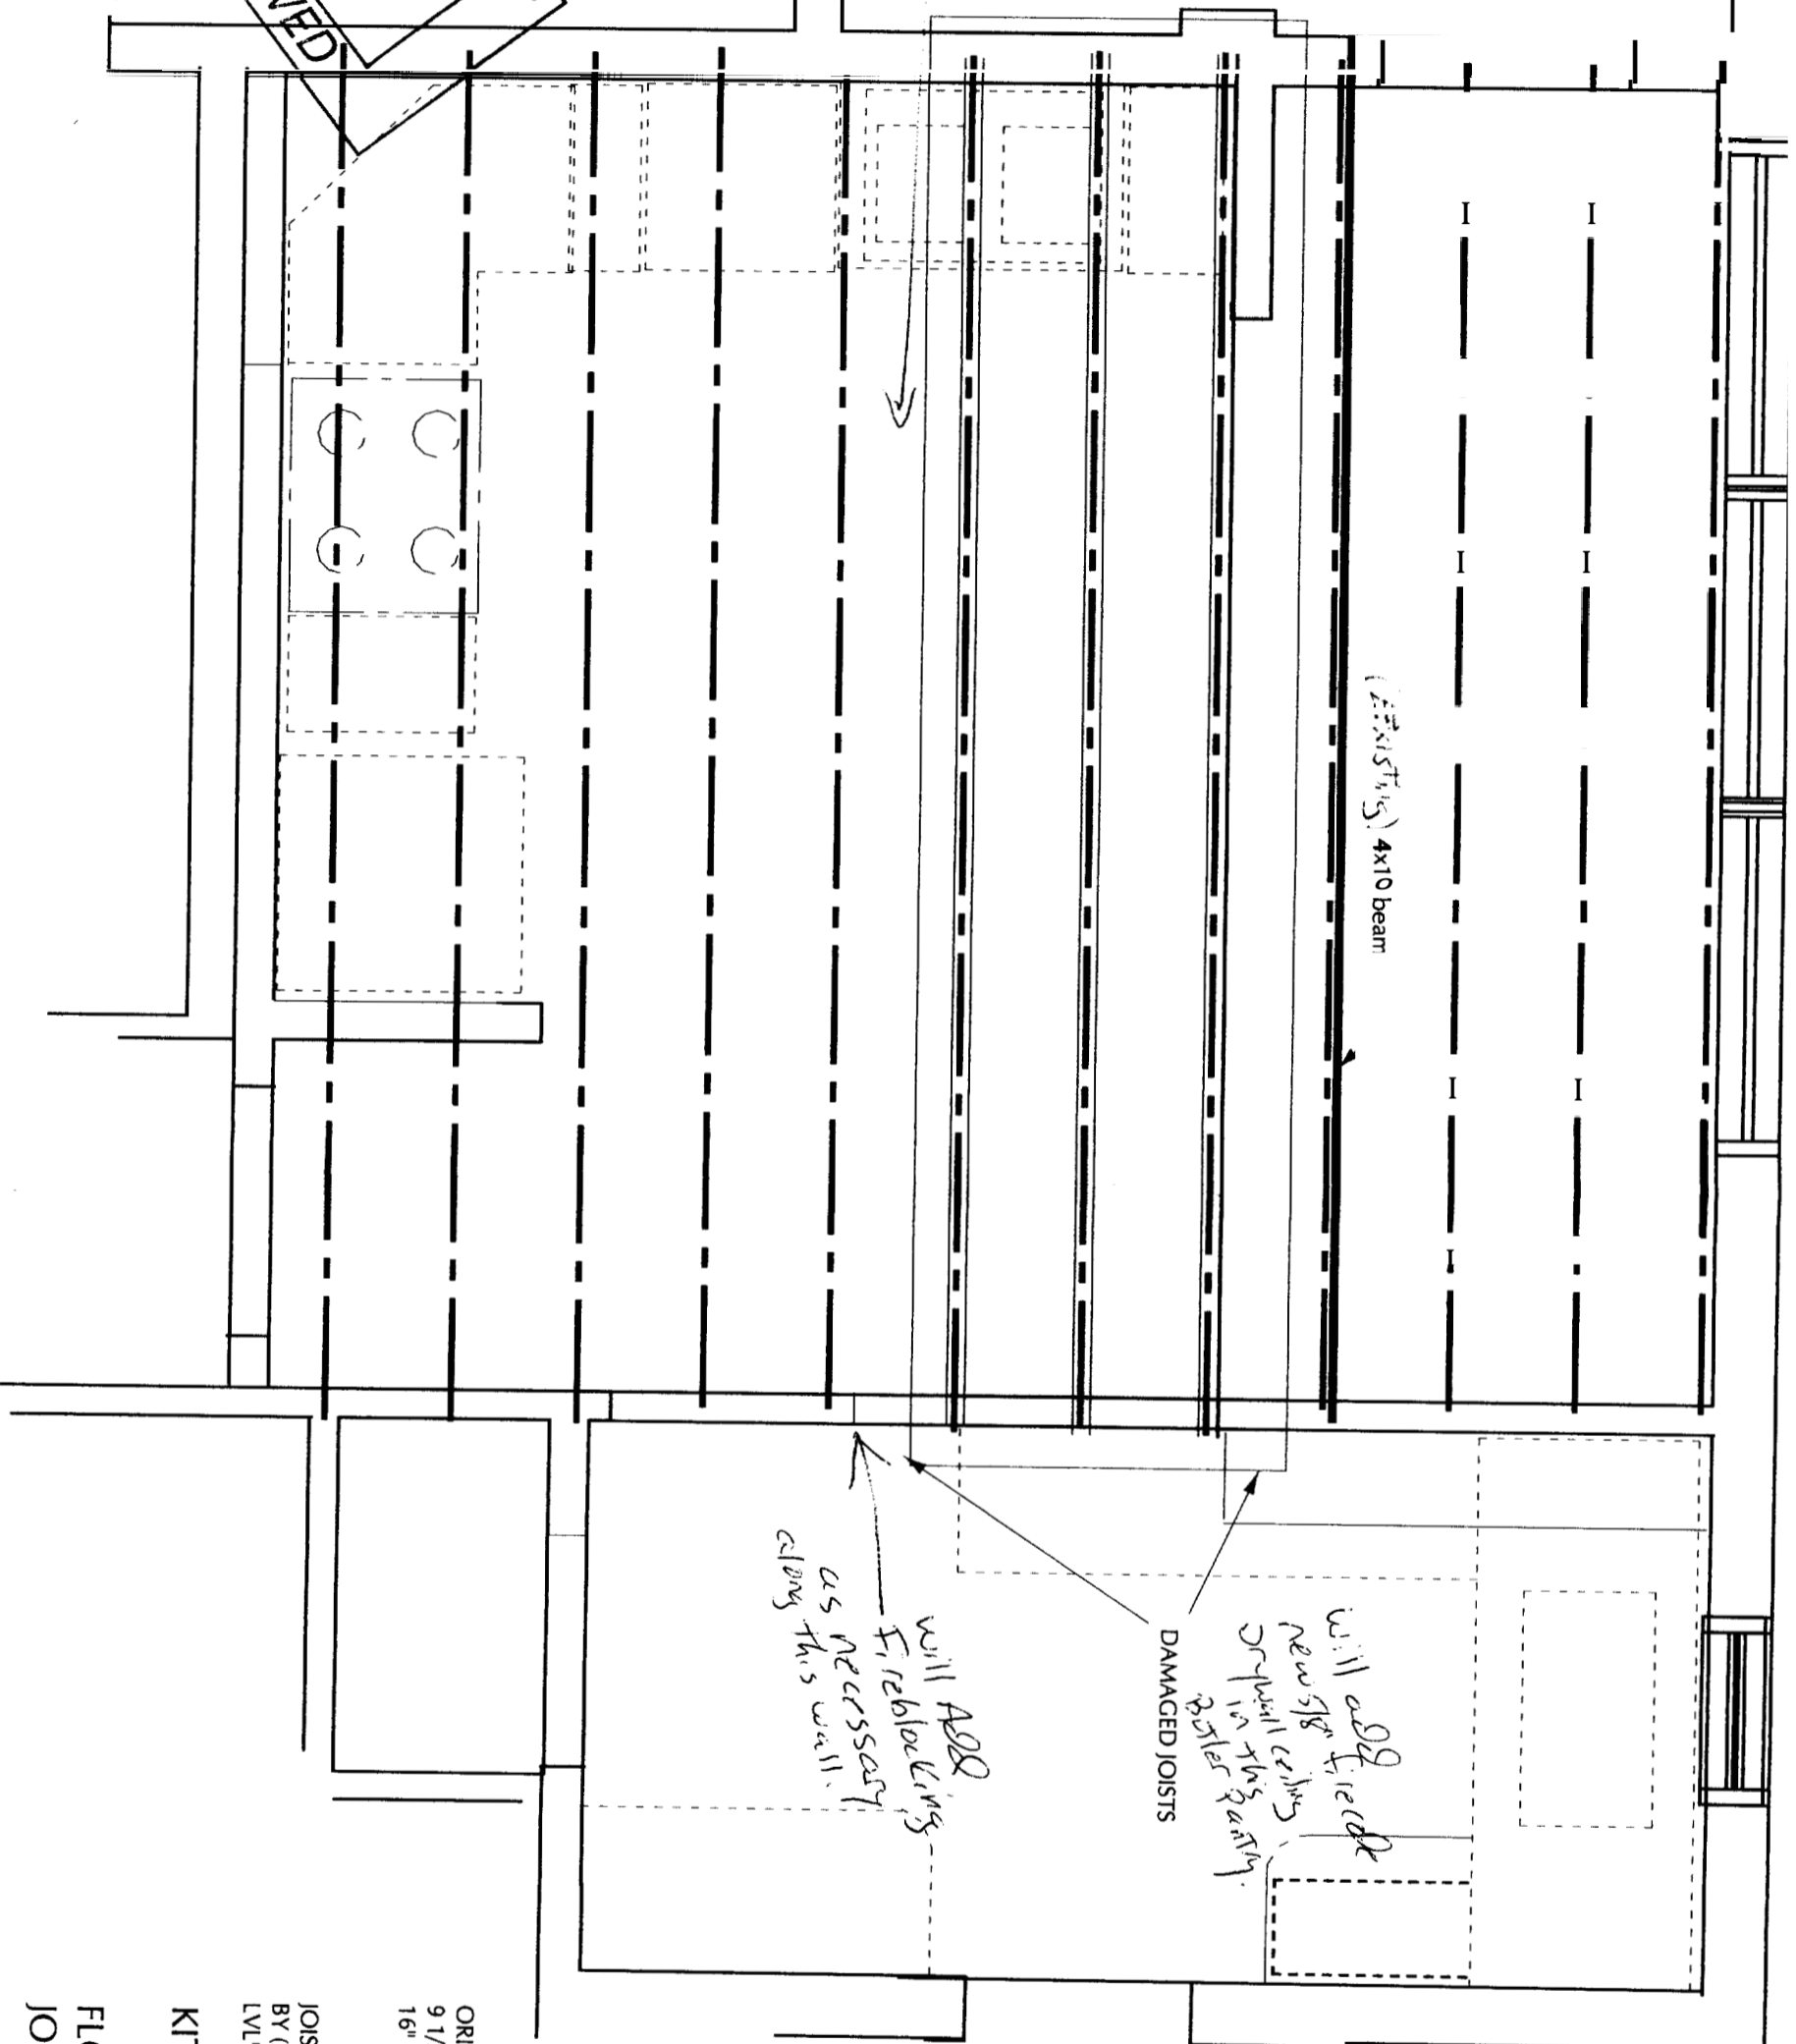 VED
(Existing) 4x10 beam
will add
new 5/8" firecode
drywall ceiling
in this
Butler Pantry.
DAMAGED JOISTS
will Add
Fireblocking
as necessary
along this wall.
ORI
9 1/
16"
JOIS
BY (
LVL
KI
FL
JO